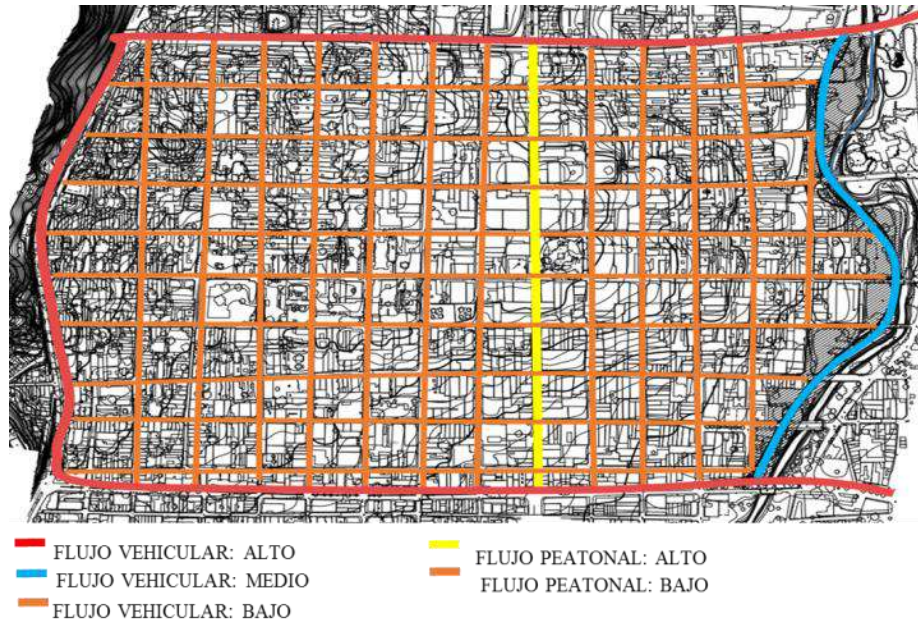 FLUJO VEHICULAR: ALTO
FLUJO VEHICULAR: MEDIO
FLUJO VEHICULAR: BAJO
FLUJO PEATONAL: ALTO
FLUJO PEATONAL: BAJO